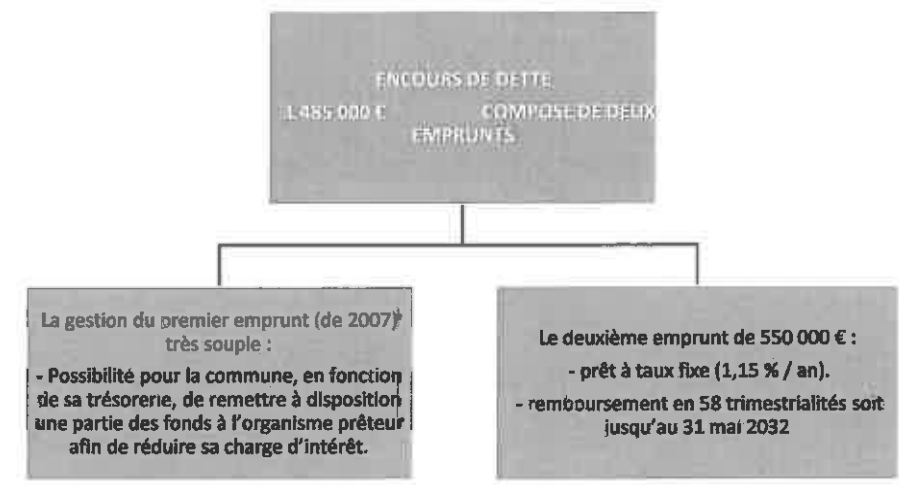 ENCOURS DE DETTE
1 485 000 € COMPOSE DE DEUX
EMPRUNTS
La gestion du premier emprunt (de 2007)
très souple :
- Possibilité pour la commune, en fonction
de sa trésorerie, de remettre à disposition
une partie des fonds à l'organisme prêteur
afin de réduire sa charge d'intérêt.
Le deuxième emprunt de 550 000 € :
- prêt à taux fixe (1,15 % / an).
- remboursement en 58 trimestrialités soit
jusqu'au 31 mai 2032